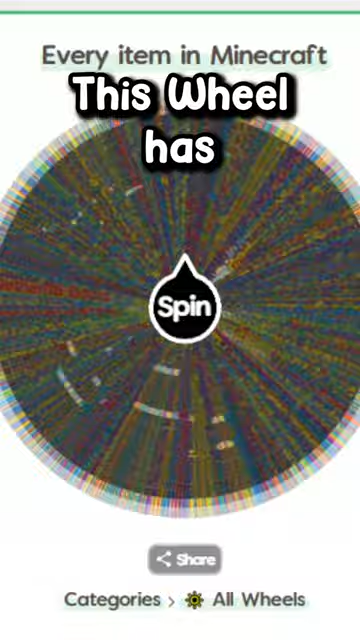 Every item in Minecraft
This Wheel
has
Spin
Share
Categories > All Wheels